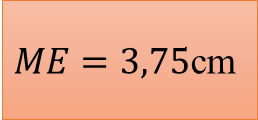 ME = 3,75cm